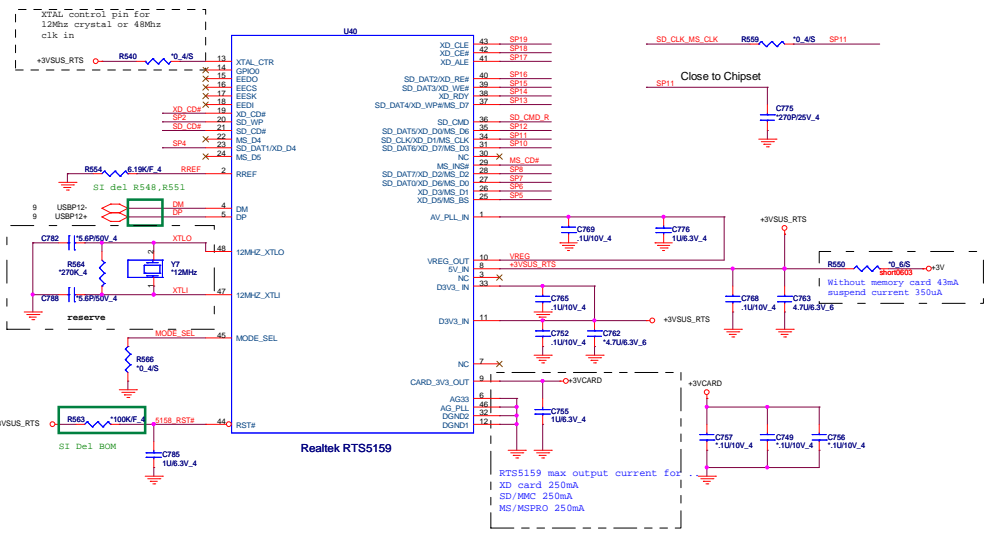 XTAL control pin for
12Mhz crystal or 48Mhz
clk in
+3VSUS_RTS
R540
*0_4/S
U40
13 XTAL_CTR
14 GPIO0
15 EEDO
16 EECS
17 EESK
18 EEDI
XD_CD# 19 XD_CD#
SP2 20 SD_WP
SD_CD# 21 SD_CD#
22 MS_D4
SP4 23 SD_DAT1/XD_D4
24 MS_D5
R554 6.19K/F_4 RREF 2 RREF
SI del R548,R551
9 USBP12- DM 4 DM
9 USBP12+ DP 5 DP
C782 *5.6P/50V_4 XTLO 48 12MHZ_XTLO
R564
*270K_4
2
Y7
*12MHz
1
C788 *5.6P/50V_4 XTLI 47 12MHZ_XTLI
reserve
MODE_SEL 45 MODE_SEL
R566
*0_4/S
+3VSUS_RTS R563 *100K/F_4 5158_RST# 44 RST#
SI Del BOM
C785
1U/6.3V_4
Realtek RTS5159
XD_CLE 43 SP19
XD_CE# 42 SP18
XD_ALE 41 SP17
SD_DAT2/XD_RE# 40 SP16
SD_DAT3/XD_WE# 39 SP15
XD_RDY 38 SP14
SD_DAT4/XD_WP#/MS_D7 37 SP13
SD_CMD 36 SD_CMD_R
SD_DAT5/XD_D0/MS_D6 35 SP12
SD_CLK/XD_D1/MS_CLK 34 SP11
SD_DAT6/XD_D7/MS_D3 31 SP10
NC 30
MS_INS# 29 MS_CD#
SD_DAT7/XD_D2/MS_D2 28 SP8
SD_DAT0/XD_D6/MS_D0 27 SP7
XD_D3/MS_D1 26 SP6
XD_D5/MS_BS 25 SP5
AV_PLL_IN 1
VREG_OUT 10 VREG
5V_IN 8 +3VSUS_RTS
NC 3
D3V3_IN 33
D3V3_IN 11
NC 7
CARD_3V3_OUT 9
AG33 6
AG_PLL 46
DGND2 32
DGND1 12
SD_CLK_MS_CLK R559 *0_4/S SP11
Close to Chipset
SP11
C775
*270P/25V_4
C769
.1U/10V_4
C776
1U/6.3V_4
+3VSUS_RTS
R550 *0_6/S +3V
short0603
Without memory card 43mA
suspend current 350uA
C768
.1U/10V_4
C763
4.7U/6.3V_6
C765
.1U/10V_4
C752
.1U/10V_4
C762
*4.7U/6.3V_6
+3VSUS_RTS
+3VCARD
C755
1U/6.3V_4
RTS5159 max output current for ..
XD card 250mA
SD/MMC 250mA
MS/MSPRO 250mA
+3VCARD
C757
*.1U/10V_4
C749
*.1U/10V_4
C756
*.1U/10V_4